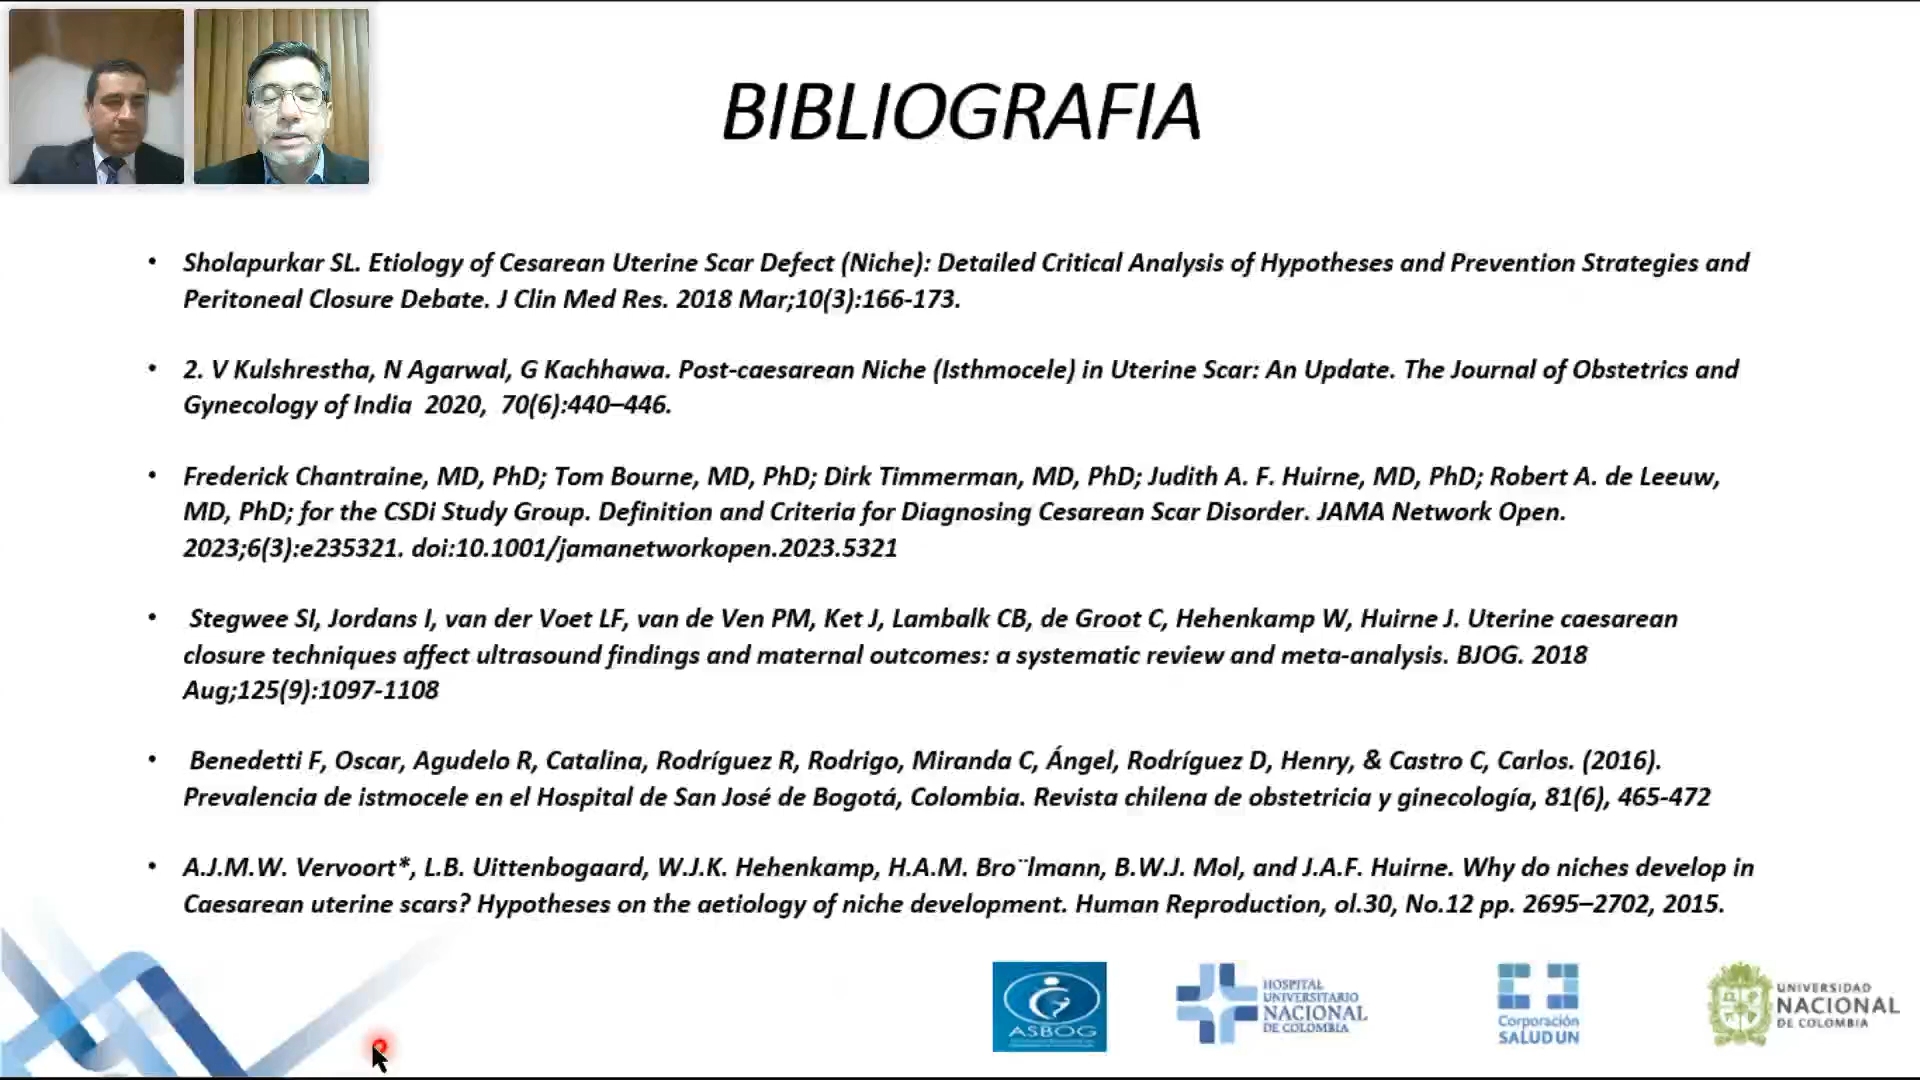 BIBLIOGRAFIA
• Sholapurkar SL. Etiology of Cesarean Uterine Scar Defect (Niche): Detailed Critical Analysis of Hypotheses and Prevention Strategies and
Peritoneal Closure Debate. J Clin Med Res. 2018 Mar;10(3):166-173.
• 2. V Kulshrestha, N Agarwal, G Kachhawa. Post-caesarean Niche (Isthmocele) in Uterine Scar: An Update. The Journal of Obstetrics and
Gynecology of India 2020, 70(6):440–446.
• Frederick Chantraine, MD, PhD; Tom Bourne, MD, PhD; Dirk Timmerman, MD, PhD; Judith A. F. Huirne, MD, PhD; Robert A. de Leeuw,
MD, PhD; for the CSDi Study Group. Definition and Criteria for Diagnosing Cesarean Scar Disorder. JAMA Network Open.
2023;6(3):e235321. doi:10.1001/jamanetworkopen.2023.5321
• Stegwee SI, Jordans I, van der Voet LF, van de Ven PM, Ket J, Lambalk CB, de Groot C, Hehenkamp W, Huirne J. Uterine caesarean
closure techniques affect ultrasound findings and maternal outcomes: a systematic review and meta-analysis. BJOG. 2018
Aug;125(9):1097-1108
• Benedetti F, Oscar, Agudelo R, Catalina, Rodríguez R, Rodrigo, Miranda C, Ángel, Rodríguez D, Henry, & Castro C, Carlos. (2016).
Prevalencia de istmocele en el Hospital de San José de Bogotá, Colombia. Revista chilena de obstetricia y ginecología, 81(6), 465-472
• A.J.M.W. Vervoort*, L.B. Uittenbogaard, W.J.K. Hehenkamp, H.A.M. Bro¨lmann, B.W.J. Mol, and J.A.F. Huirne. Why do niches develop in
Caesarean uterine scars? Hypotheses on the aetiology of niche development. Human Reproduction, ol.30, No.12 pp. 2695–2702, 2015.
ASBOG
HOSPITAL
UNIVERSITARIO
NACIONAL
DE COLOMBIA
Corporación
SALUD UN
UNIVERSIDAD
NACIONAL
DE COLOMBIA